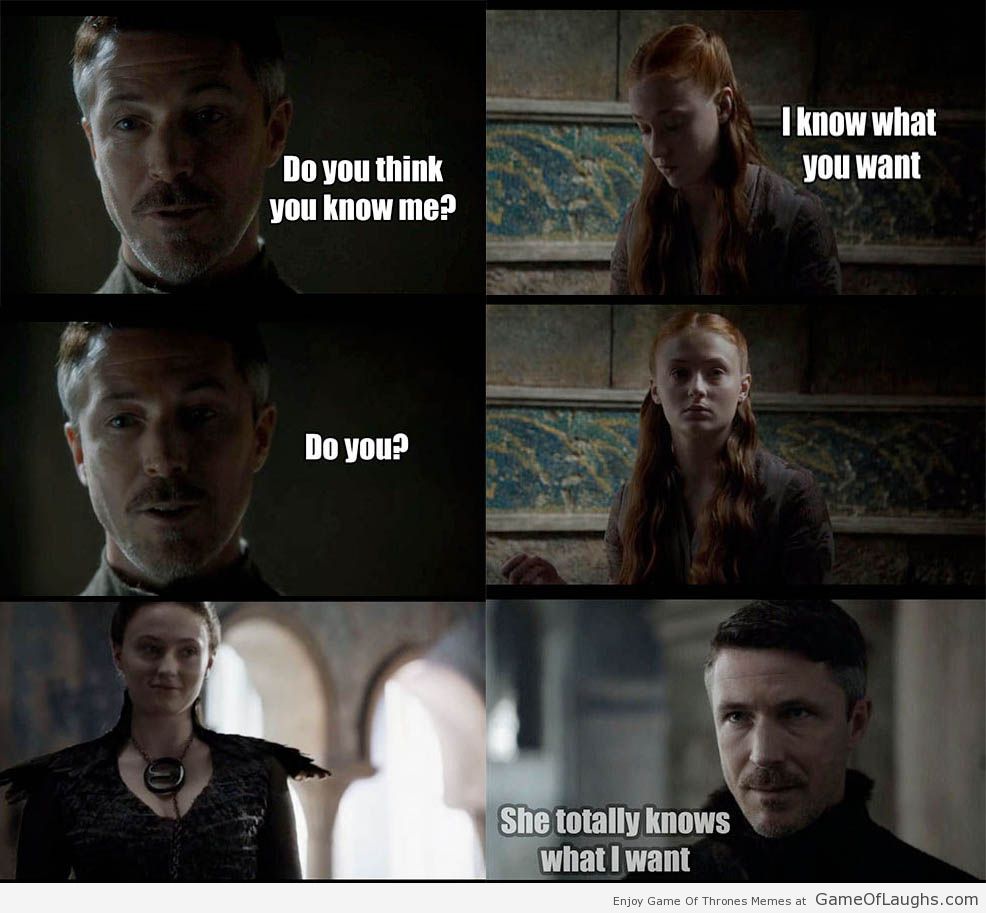 Do you think
you know me?
I know what
you want
Do you?
She totally knows
what I want
Enjoy Game Of Thrones Memes at GameOfLaughs.com